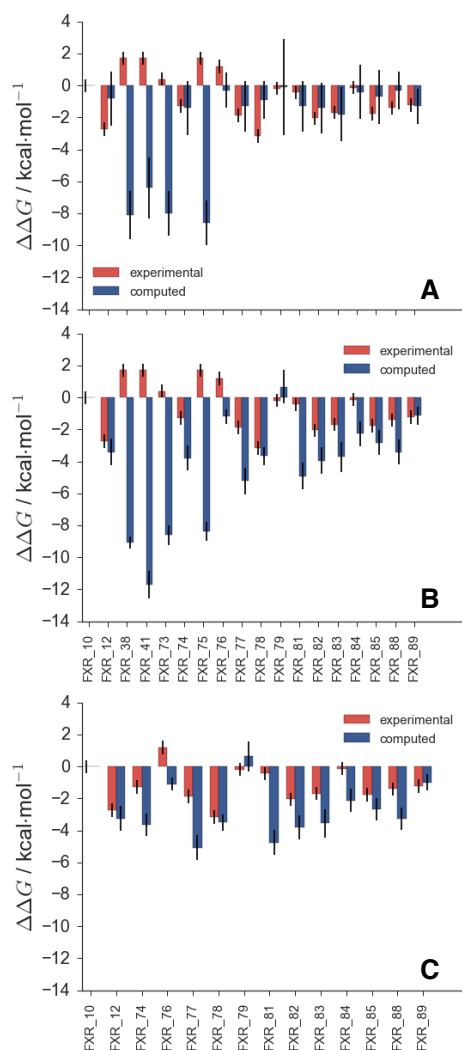 4
2
0
−2
−4
−6
−8
−10
−12
−14
ΔΔG / kcal·mol⁻¹
experimental
computed
A
4
2
0
−2
−4
−6
−8
−10
−12
−14
ΔΔG / kcal·mol⁻¹
experimental
computed
B
FXR_10
FXR_12
FXR_38
FXR_41
FXR_73
FXR_74
FXR_75
FXR_76
FXR_77
FXR_78
FXR_79
FXR_81
FXR_82
FXR_83
FXR_84
FXR_85
FXR_88
FXR_89
4
2
0
−2
−4
−6
−8
−10
−12
−14
ΔΔG / kcal·mol⁻¹
experimental
computed
C
FXR_10
FXR_12
FXR_74
FXR_76
FXR_77
FXR_78
FXR_79
FXR_81
FXR_82
FXR_83
FXR_84
FXR_85
FXR_88
FXR_89